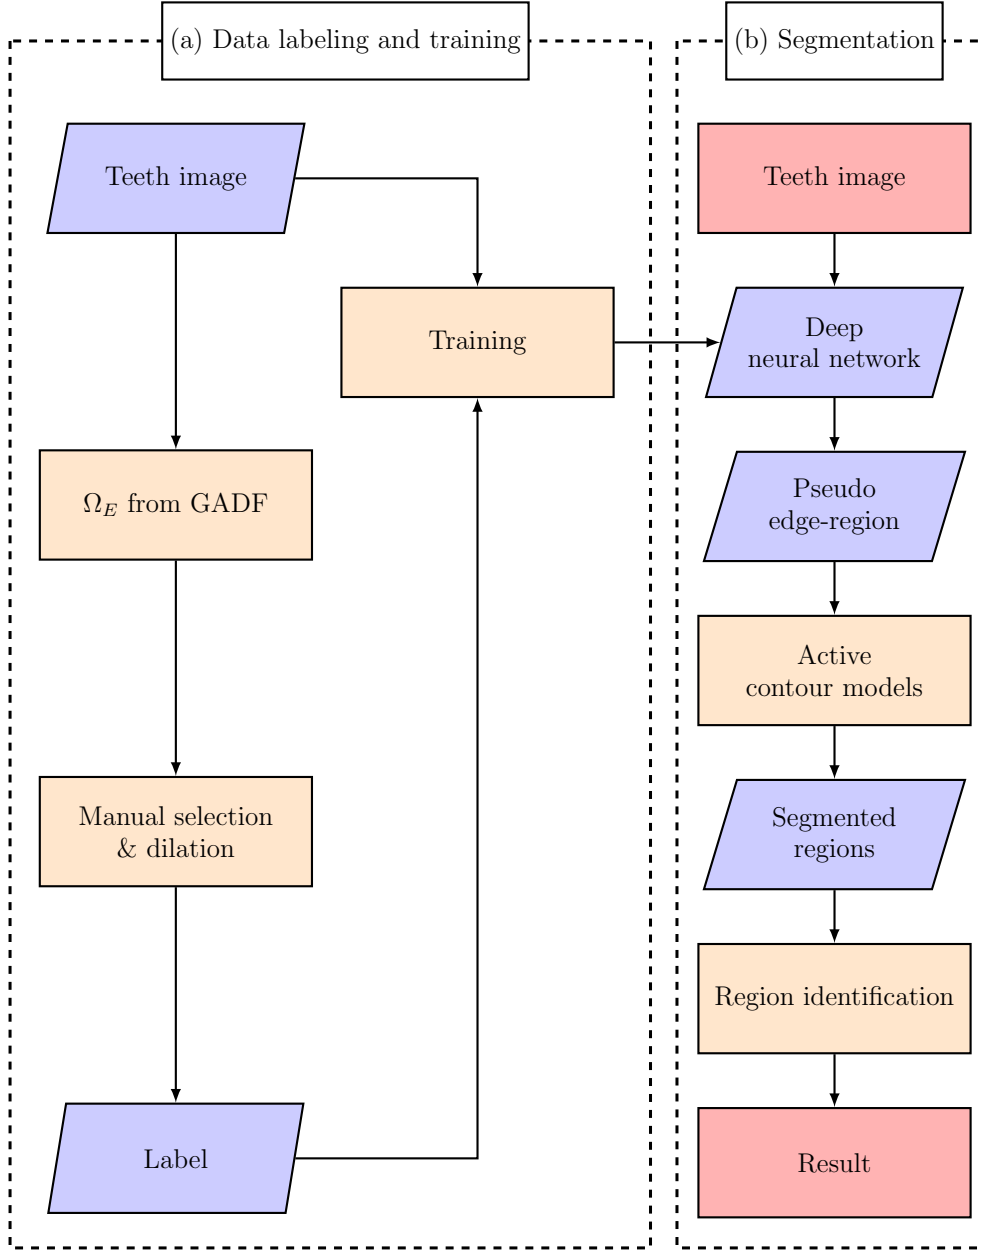 (a) Data labeling and training
Teeth image
Training
Ω_E from GADF
Manual selection
& dilation
Label
(b) Segmentation
Teeth image
Deep
neural network
Pseudo
edge-region
Active
contour models
Segmented
regions
Region identification
Result